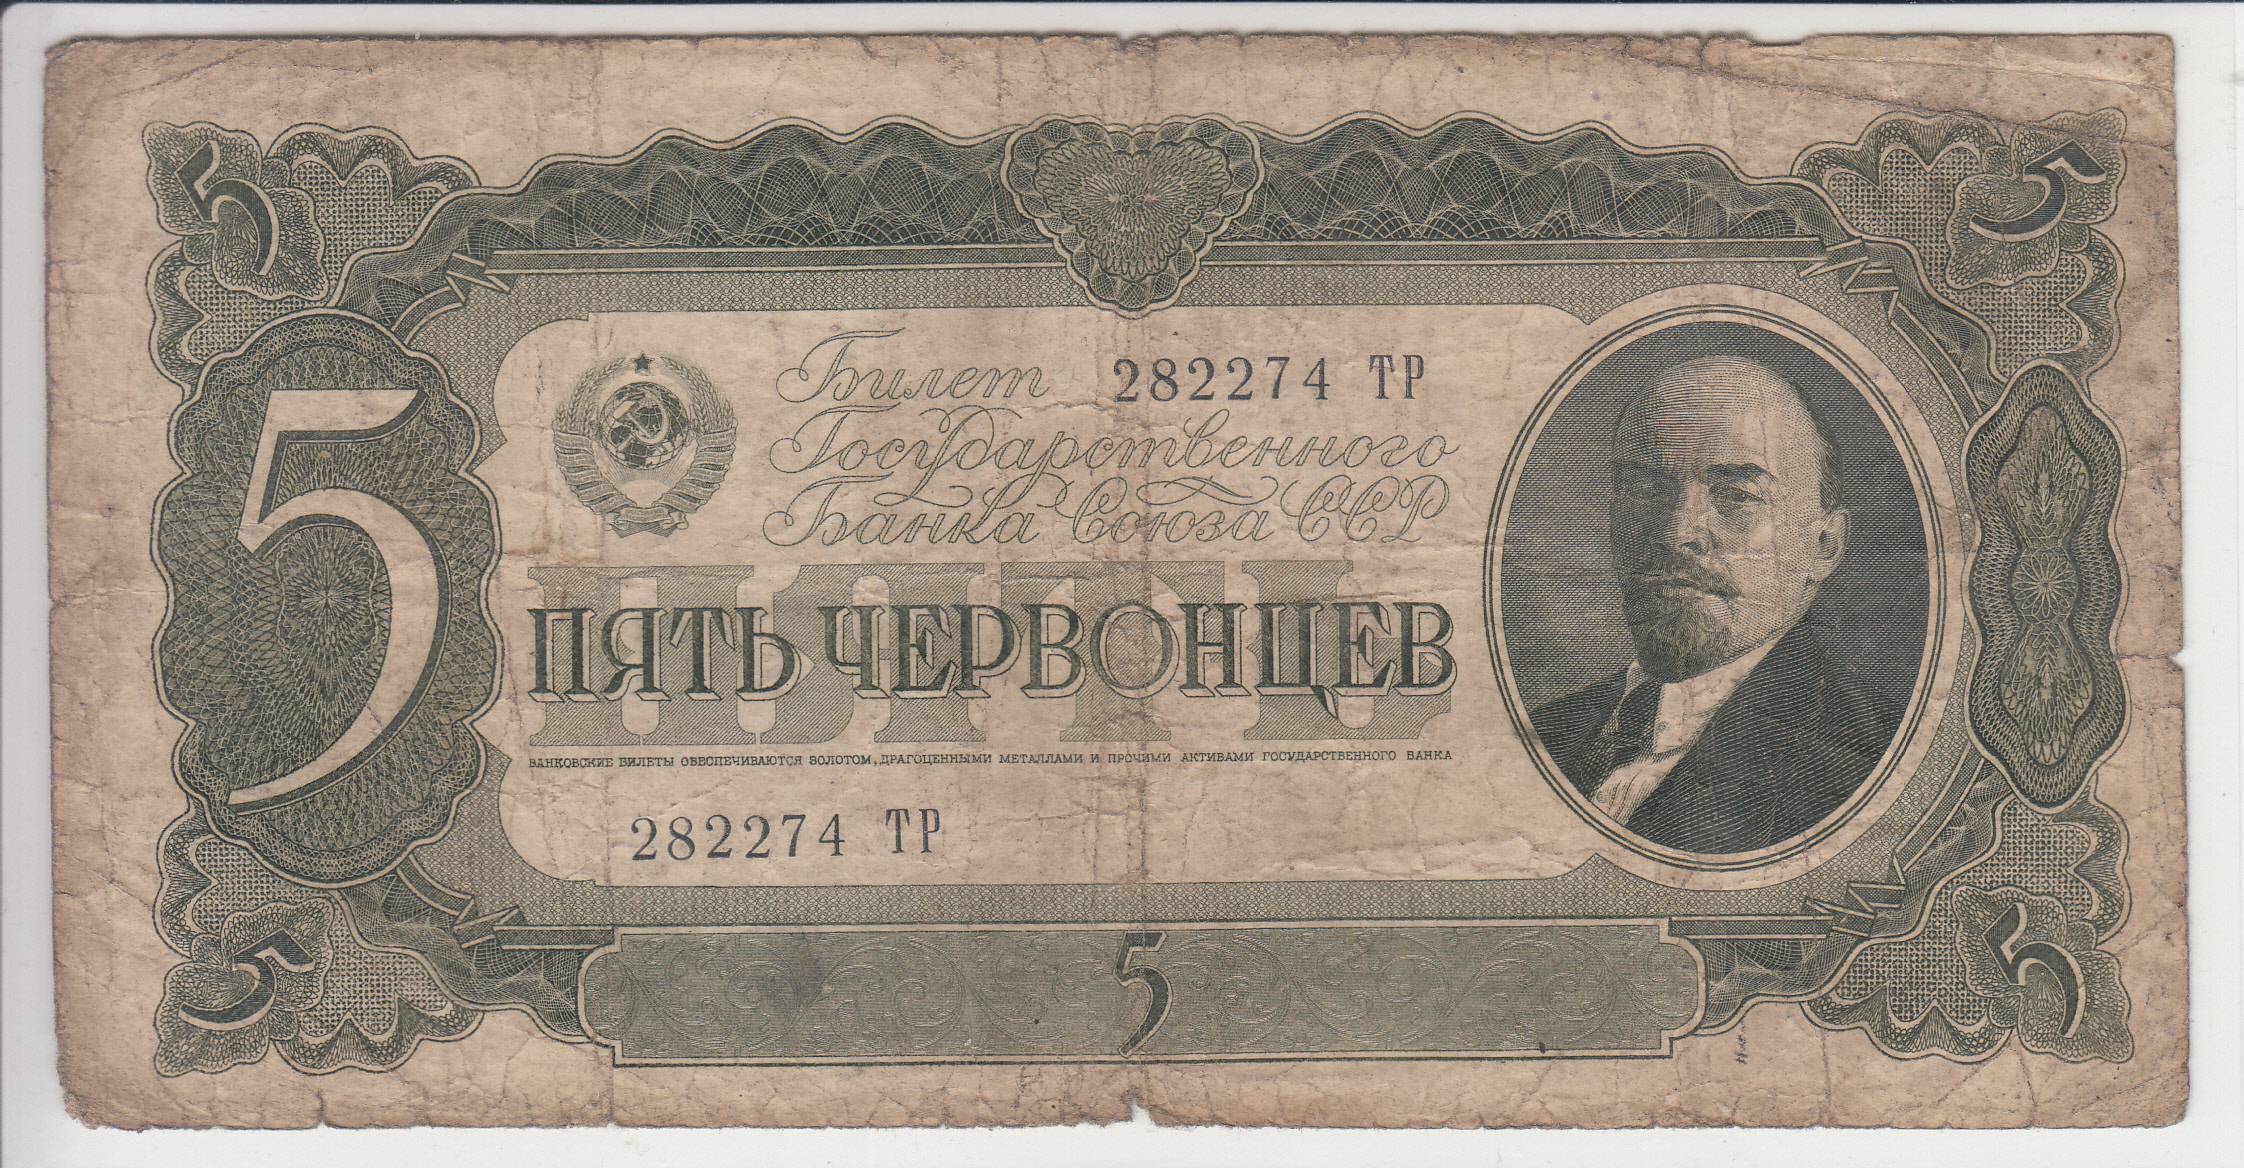 5 5
Билет 282274 ТР
Государственного
Банка Союза ССР
5
ПЯТЬ
ПЯТЬ ЧЕРВОНЦЕВ
БАНКОВСКИЕ БИЛЕТЫ ОБЕСПЕЧИВАЮТСЯ ЗОЛОТОМ, ДРАГОЦЕННЫМИ МЕТАЛЛАМИ И ПРОЧИМИ АКТИВАМИ ГОСУДАРСТВЕННОГО БАНКА
282274 ТР
5 5 5